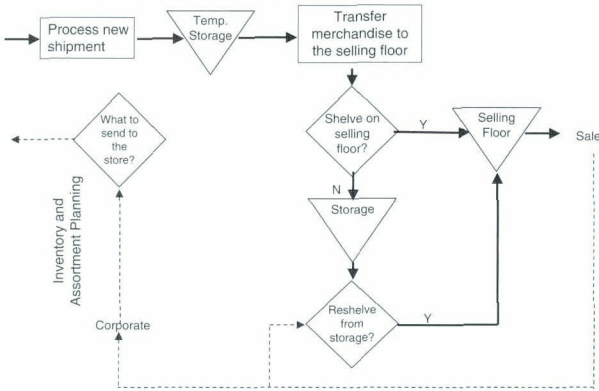 Process new
shipment
Temp.
Storage
Transfer
merchandise to
the selling floor
What to
send to
the
store?
Shelve on
selling
floor?
Y
Selling
Floor
Sale
N
Storage
Inventory and
Assortment Planning
Reshelve
from
storage?
Y
Corporate